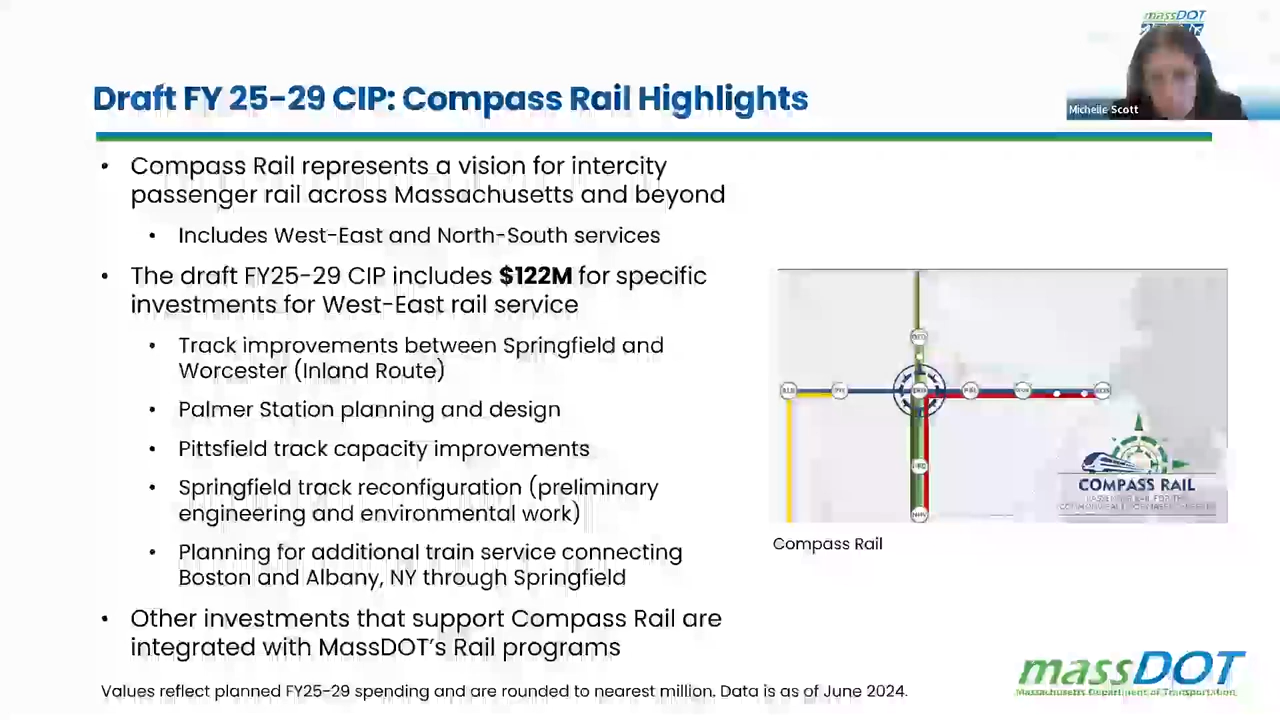 massDOT
Michelle Scott
Draft FY 25-29 CIP: Compass Rail Highlights
• Compass Rail represents a vision for intercity
passenger rail across Massachusetts and beyond
• Includes West-East and North-South services
• The draft FY25-29 CIP includes $122M for specific
investments for West-East rail service
• Track improvements between Springfield and
Worcester (Inland Route)
• Palmer Station planning and design
• Pittsfield track capacity improvements
• Springfield track reconfiguration (preliminary
engineering and environmental work)
• Planning for additional train service connecting
Boston and Albany, NY through Springfield
• Other investments that support Compass Rail are
integrated with MassDOT's Rail programs
COMPASS RAIL
Compass Rail
Values reflect planned FY25-29 spending and are rounded to nearest million. Data is as of June 2024.
massDOT
Massachusetts Department of Transportation